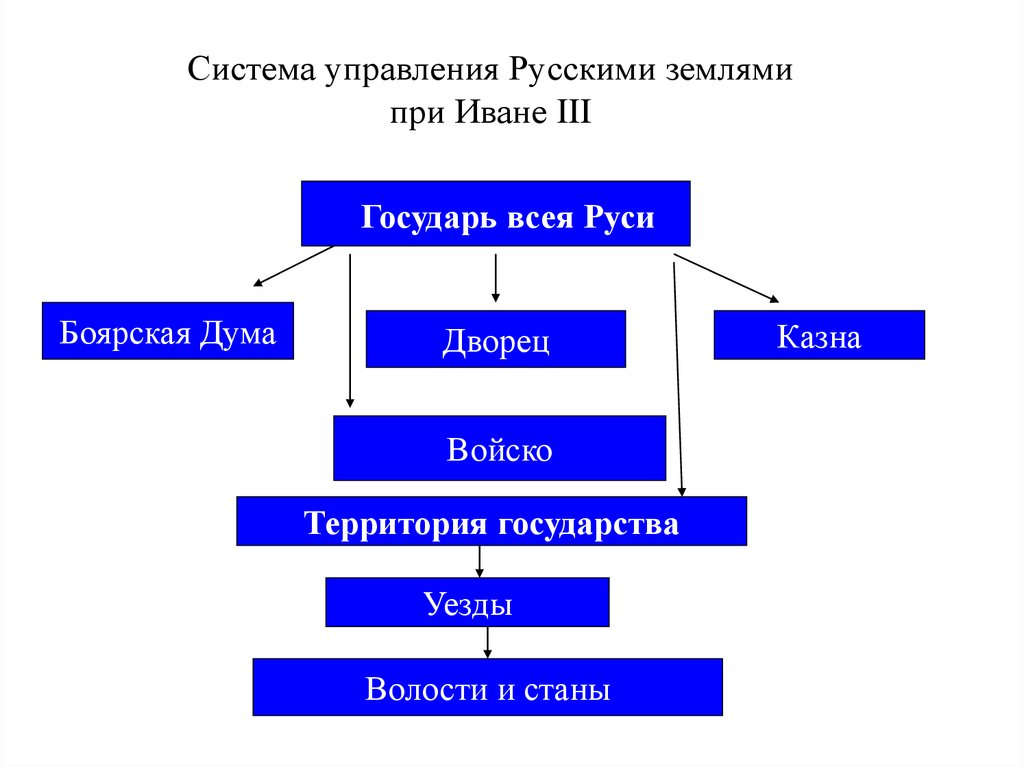 Система управления Русскими землями
при Иване III
Государь всея Руси
Боярская Дума
Дворец
Казна
Войско
Территория государства
Уезды
Волости и станы